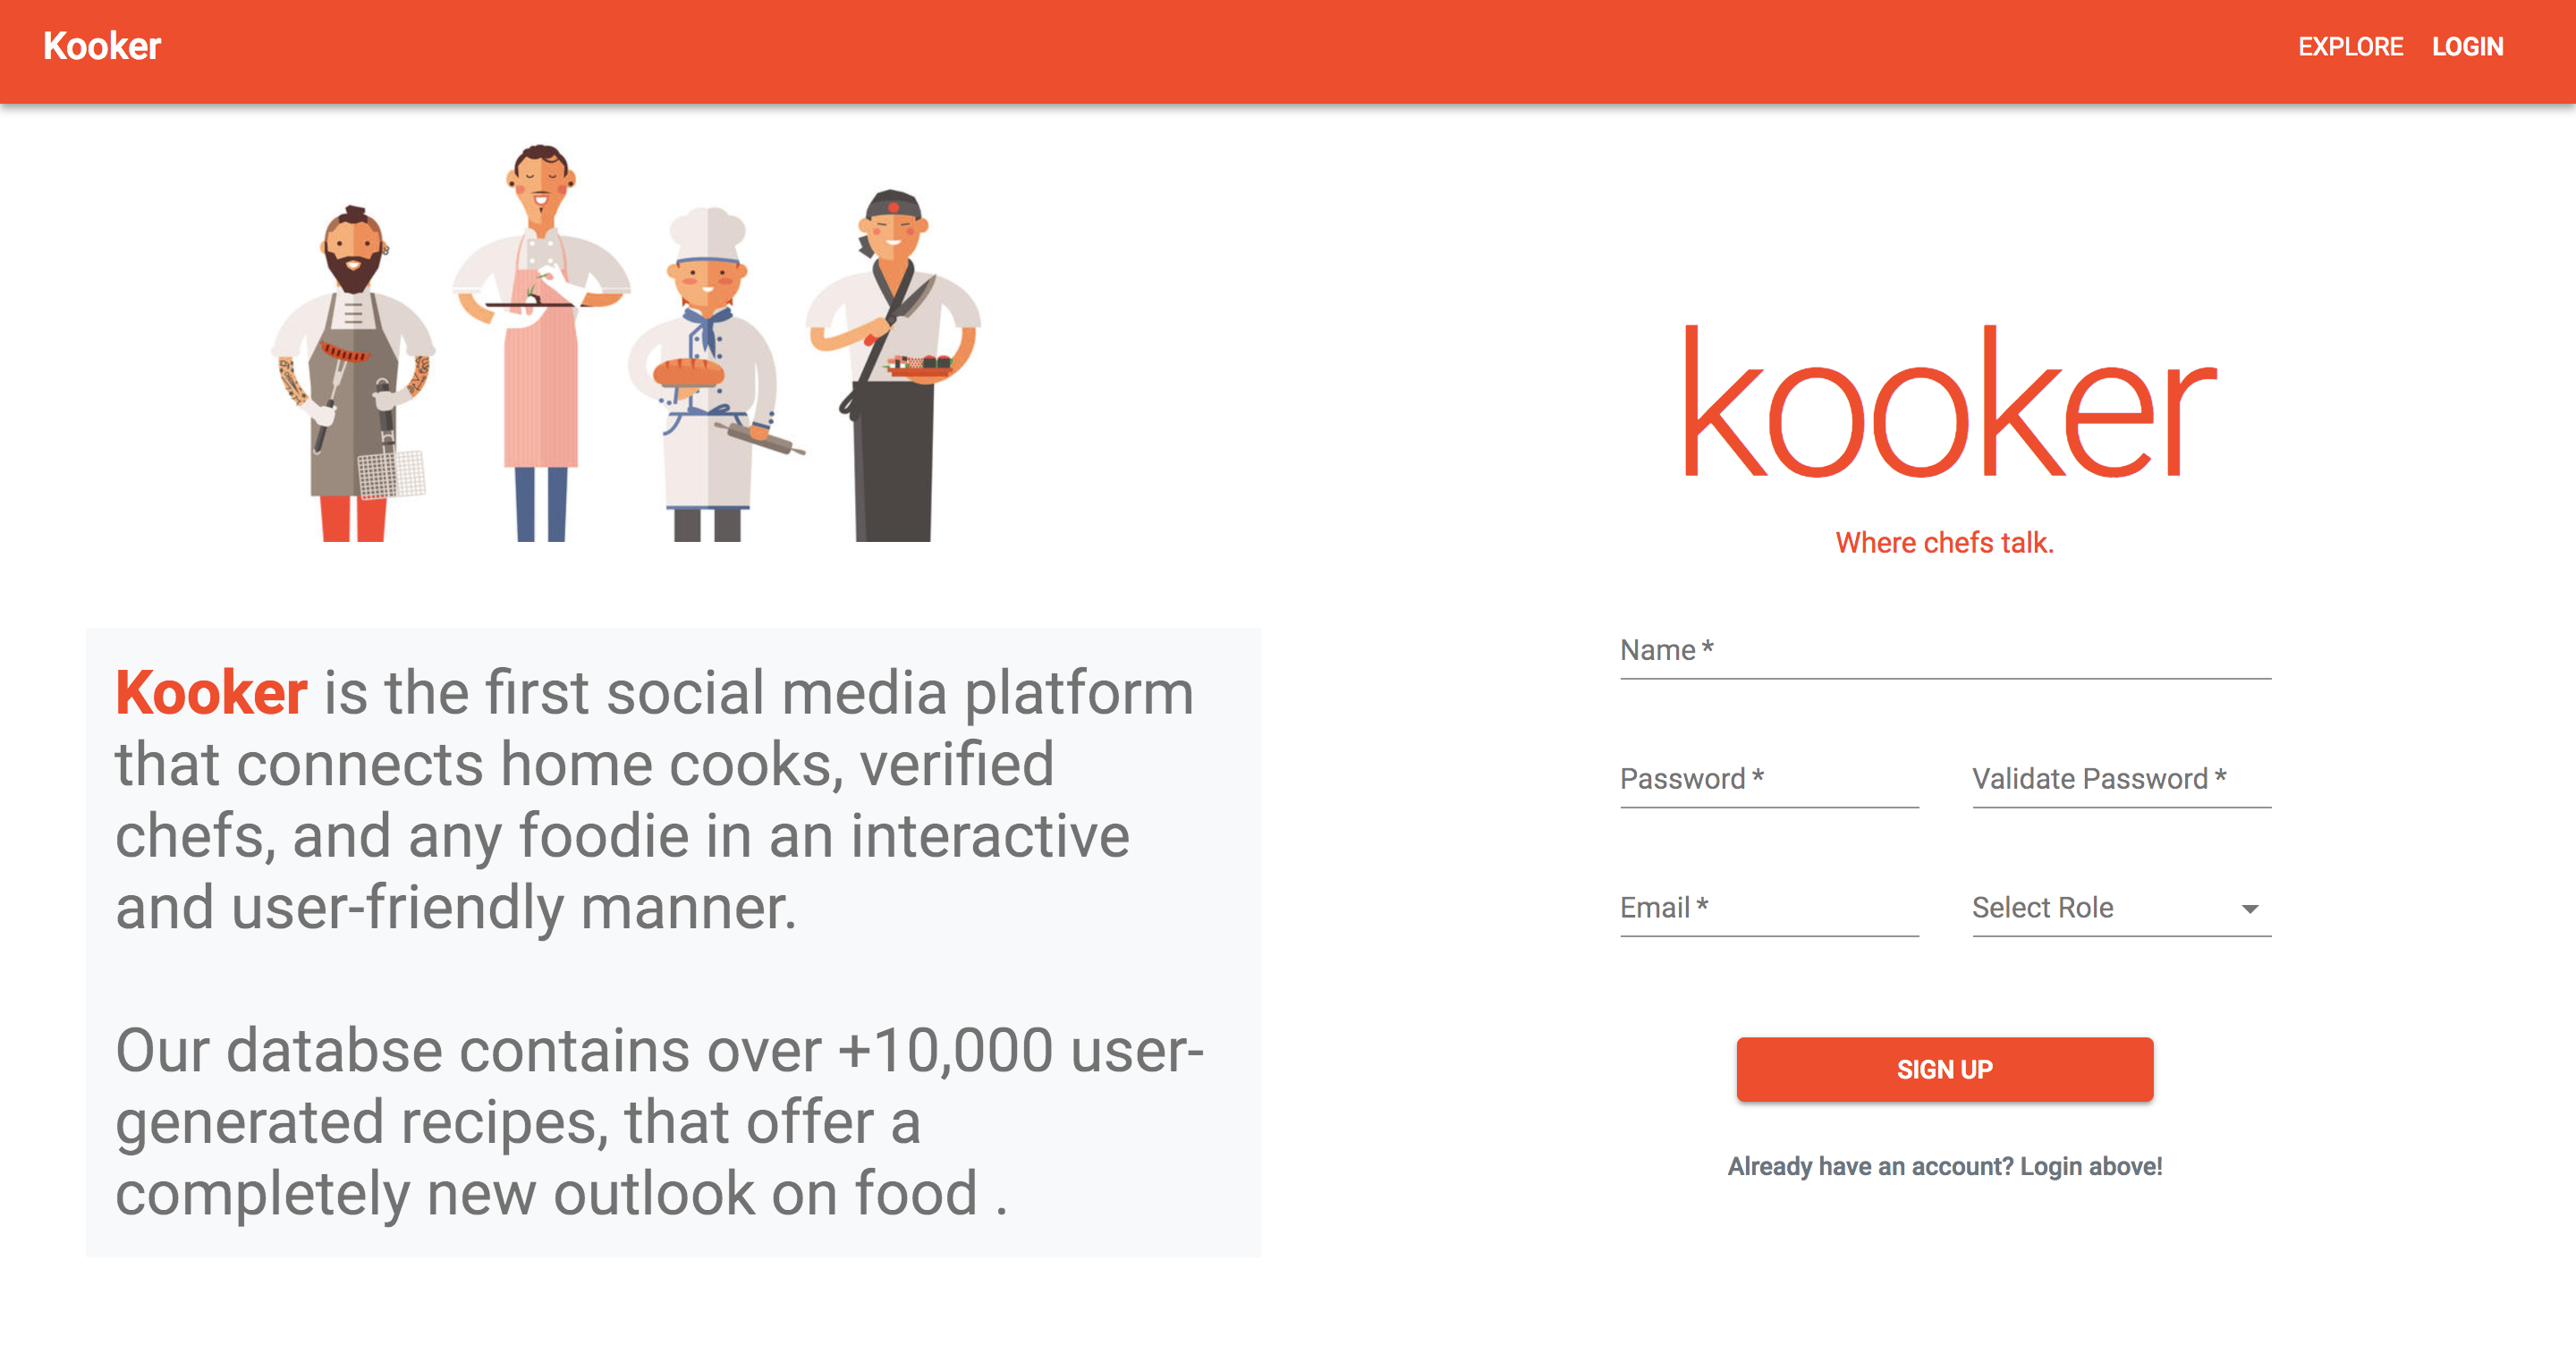 Kooker
EXPLORE LOGIN
Kooker is the first social media platform
that connects home cooks, verified
chefs, and any foodie in an interactive
and user-friendly manner.
Our databse contains over +10,000 user-
generated recipes, that offer a
completely new outlook on food .
kooker
Where chefs talk.
Name *
Password * Validate Password *
Email * Select Role
SIGN UP
Already have an account? Login above!